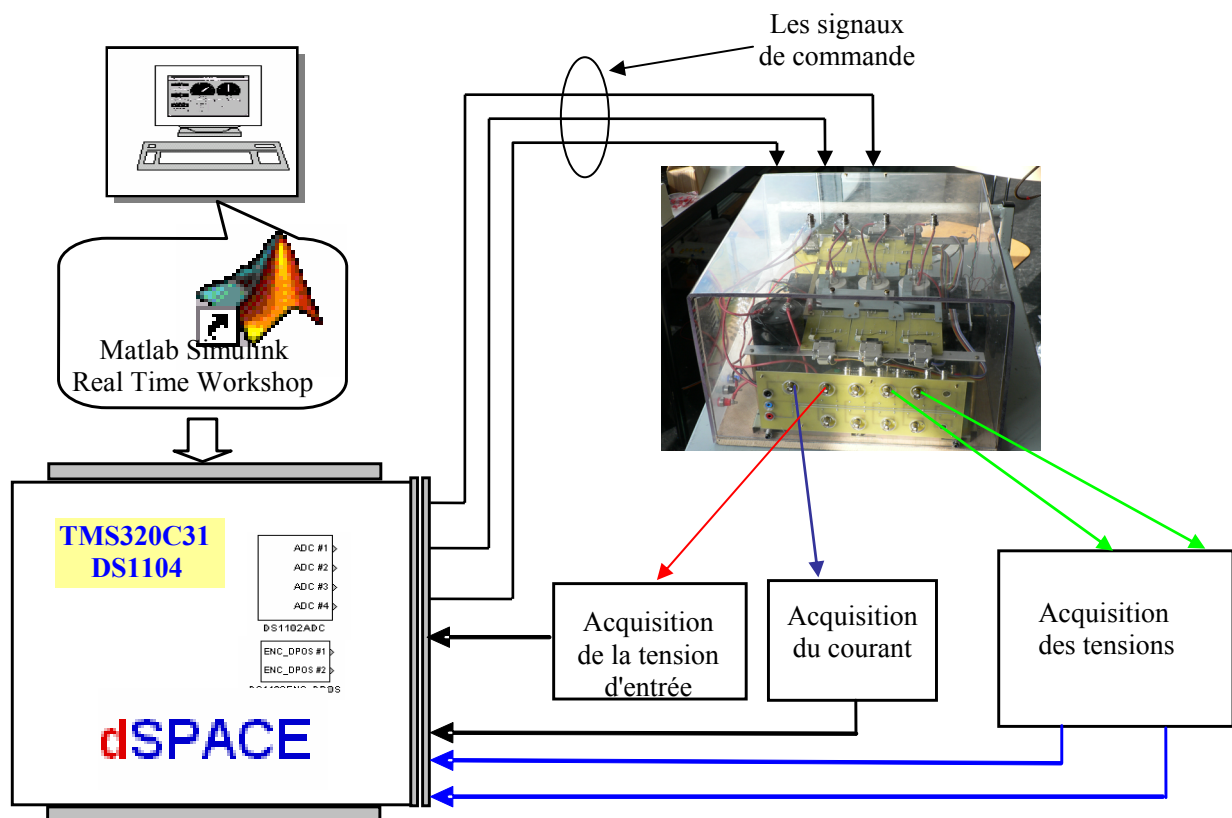 Les signaux
de commande
Matlab Simulink
Real Time Workshop
TMS320C31
DS1104
ADC #1
ADC #2
ADC #3
ADC #4
DS1102ADC
ENC_DPOS #1
ENC_DPOS #2
dSPACE
Acquisition
de la tension
d'entrée
Acquisition
du courant
Acquisition
des tensions